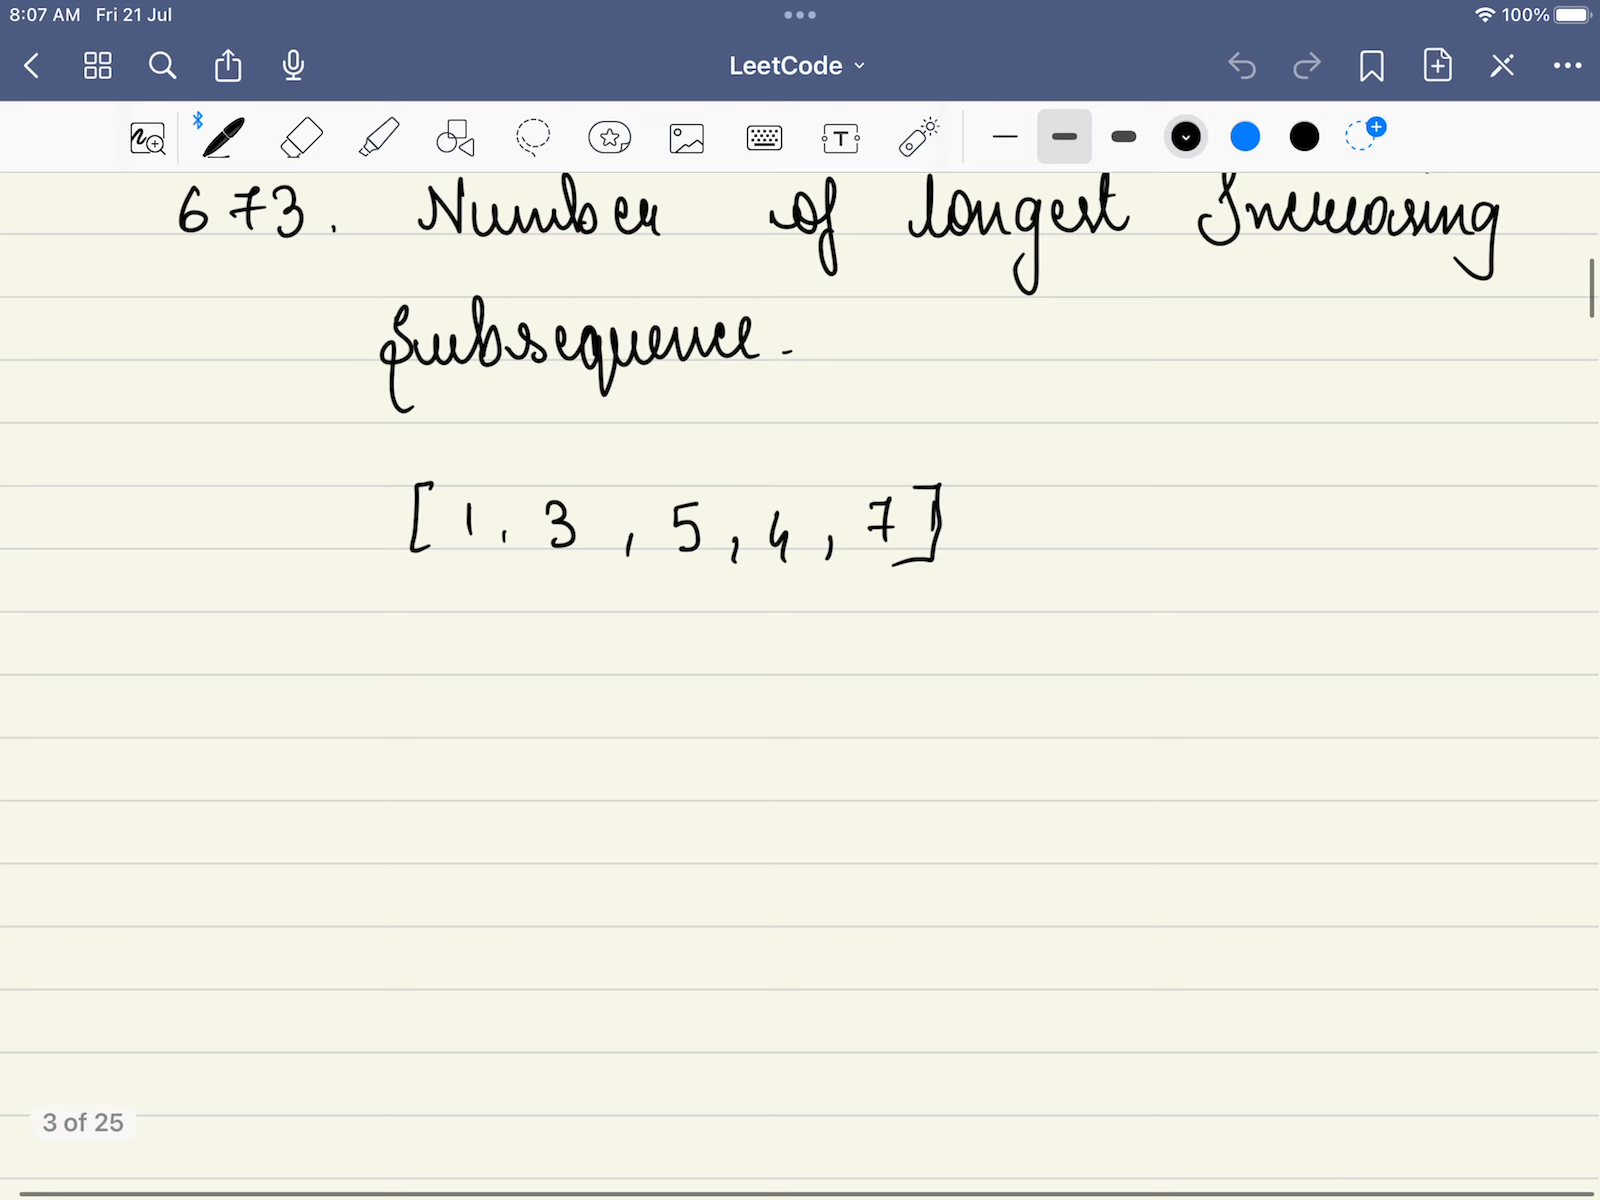 8:07 AM Fri 21 Jul
100%
LeetCode
T
673. Number of longest Increasing
Subsequence.
[1, 3, 5, 4, 7]
3 of 25